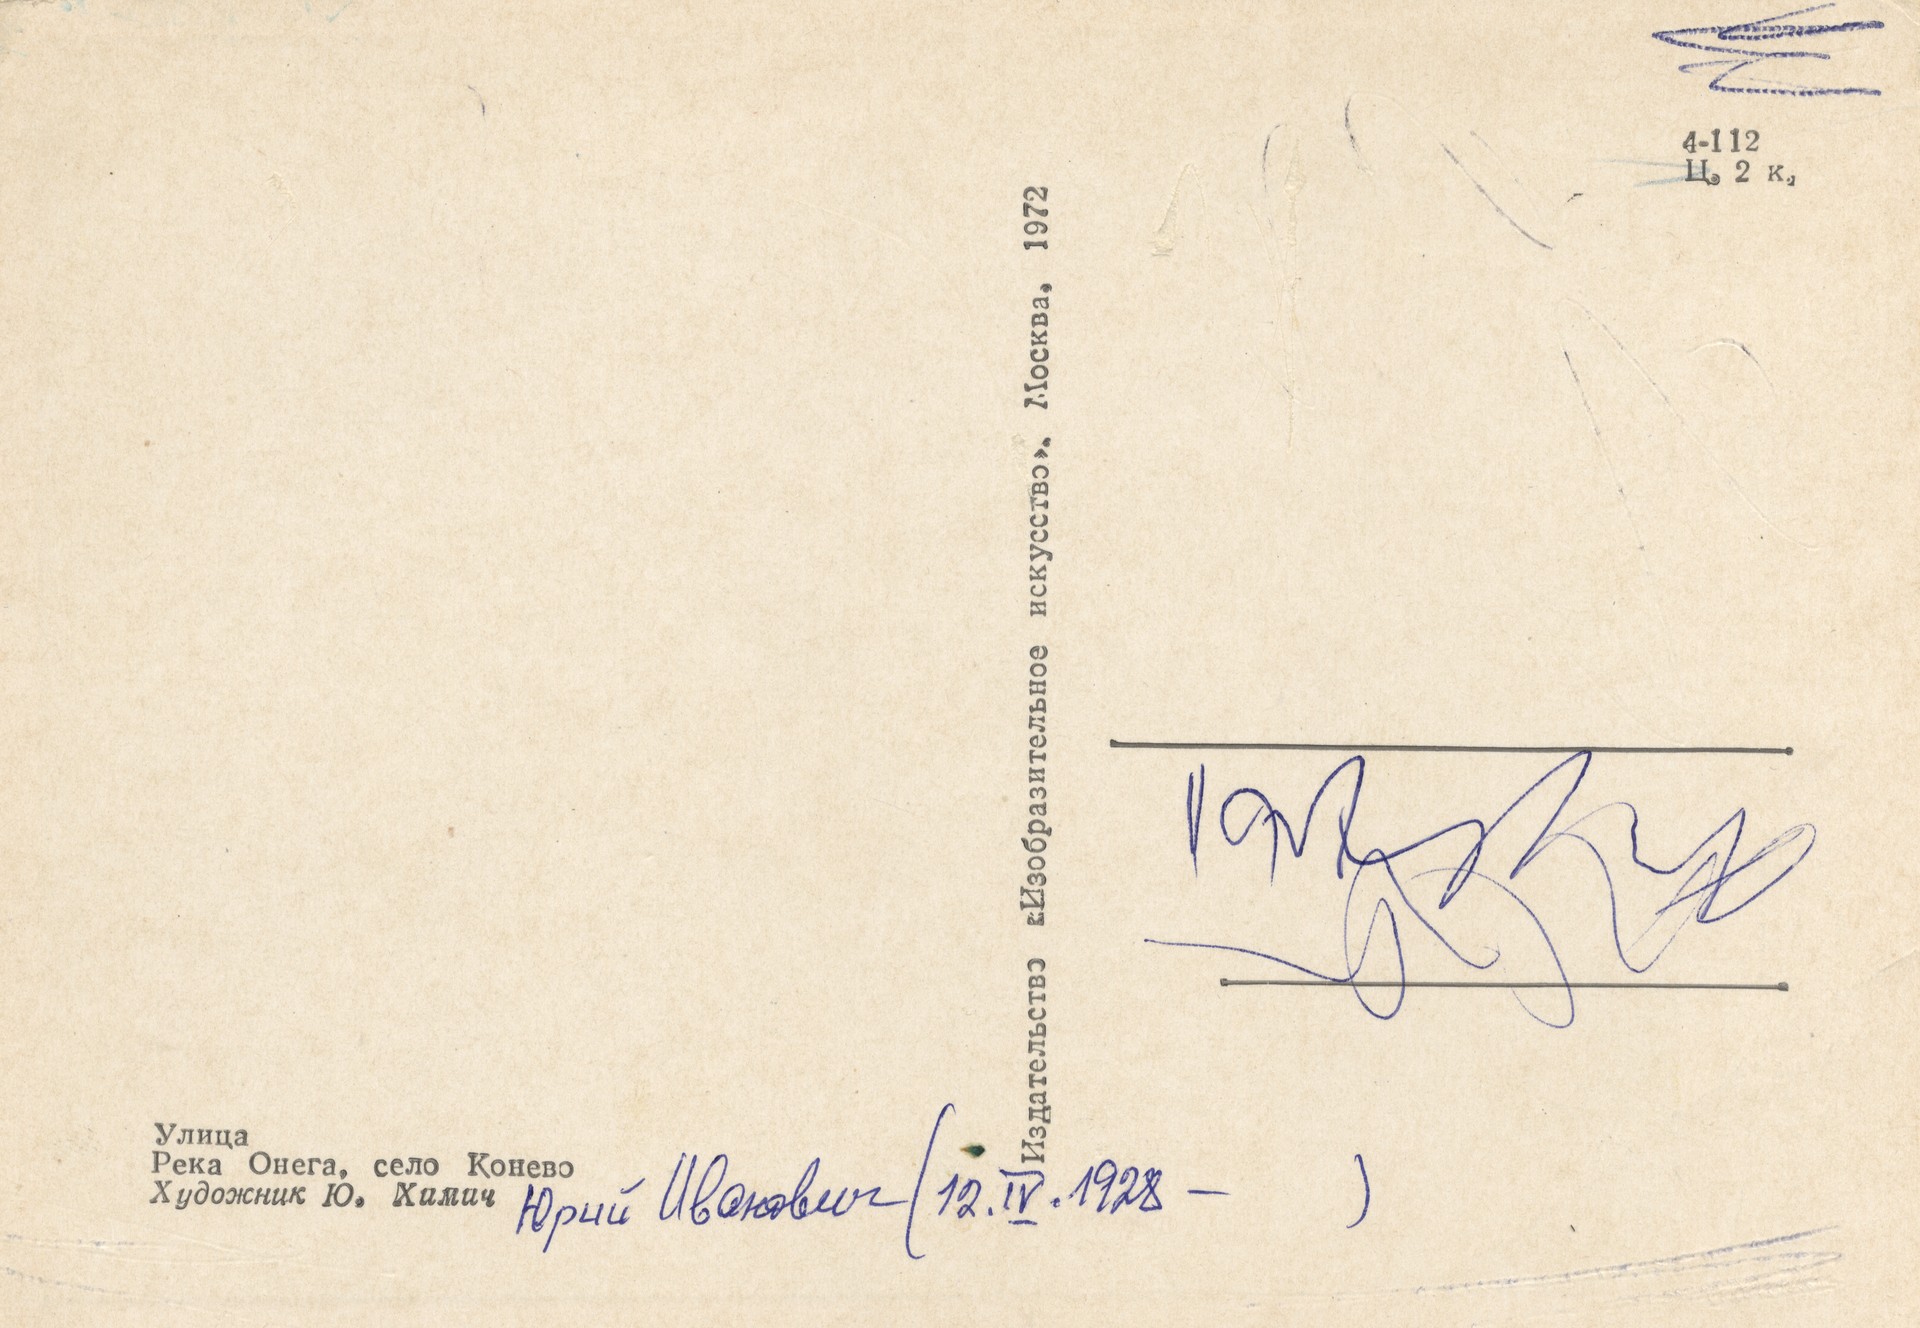 4-112
Ц. 2 к.
Издательство «Изобразительное искусство». Москва, 1972
Улица
Река Онега, село Конево
Художник Ю. Химич
Юрий Иванович (12.IV.1928 – )